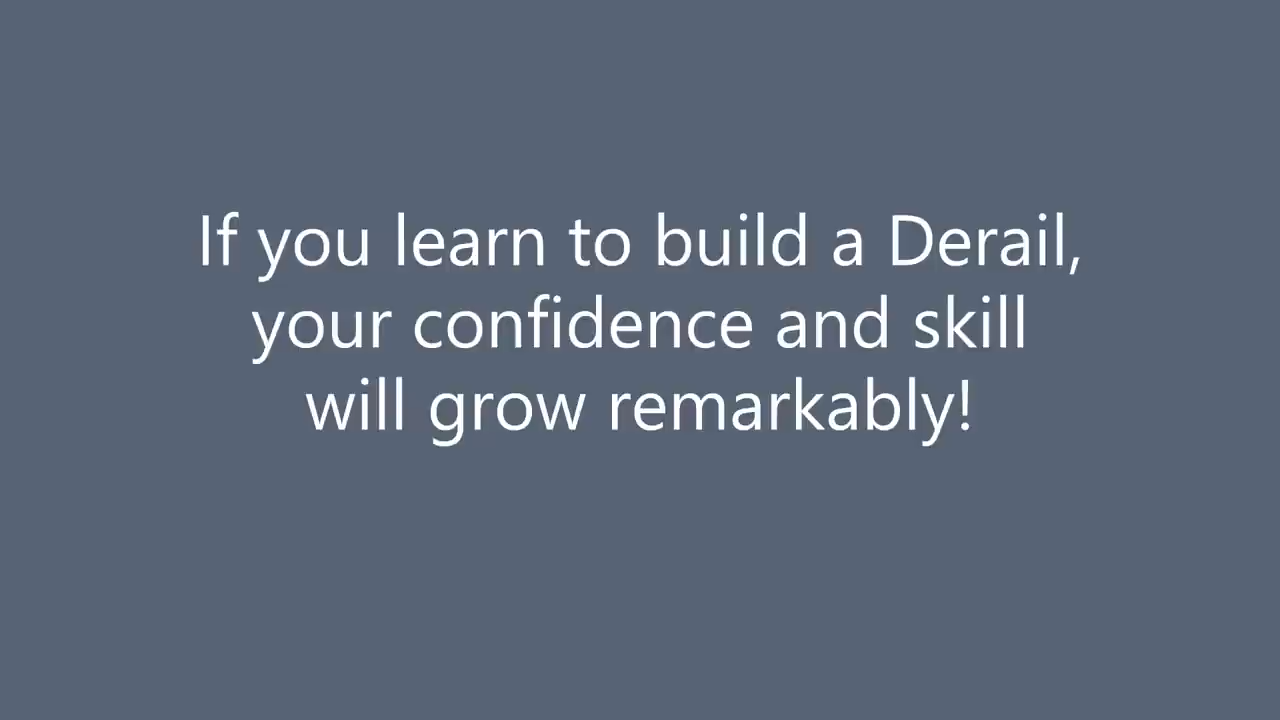 If you learn to build a Derail,
your confidence and skill
will grow remarkably!